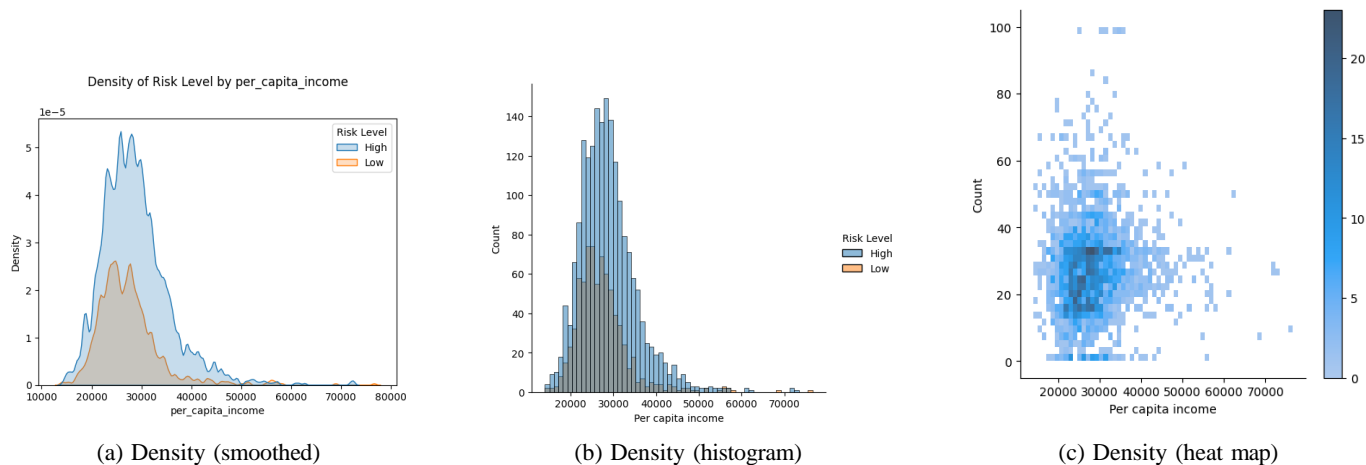 Density of Risk Level by per_capita_income
1e−5
Risk Level
High
Low
5
4
3
2
1
0
Density
10000 20000 30000 40000 50000 60000 70000 80000
per_capita_income
(a) Density (smoothed)
140
120
100
80
60
40
20
0
Count
Risk Level
High
Low
20000 30000 40000 50000 60000 70000
Per capita income
(b) Density (histogram)
100
80
60
40
20
0
Count
20000 30000 40000 50000 60000 70000
Per capita income
20
15
10
5
0
(c) Density (heat map)